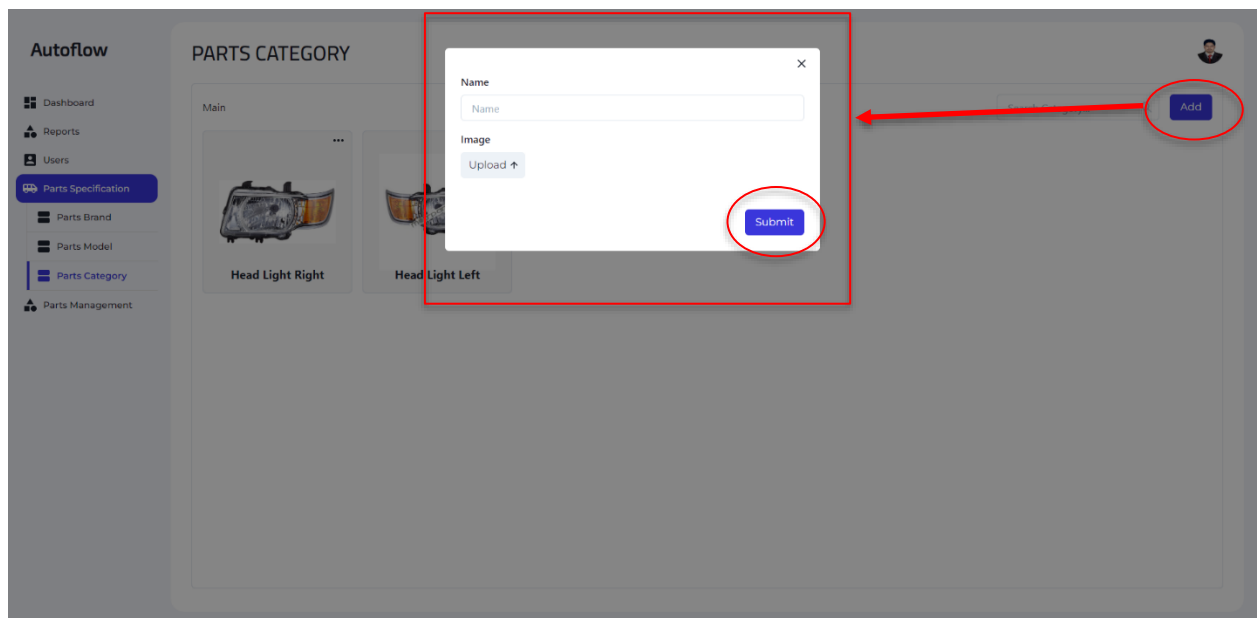 Autoflow
PARTS CATEGORY
Dashboard
Reports
Users
Parts Specification
Parts Brand
Parts Model
Parts Category
Parts Management
Main
Search
Add
Head Light Right
Head Light Left
Name
Name
Image
Upload
Submit